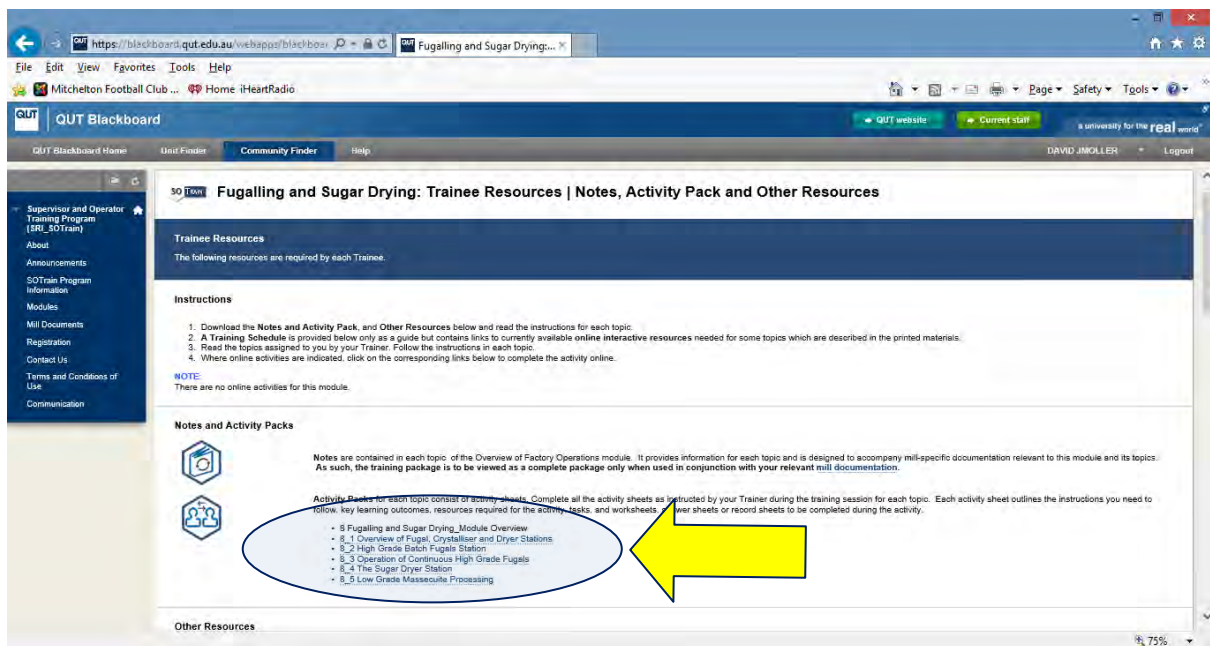 https://blackboard.qut.edu.au/webapps/blackboar
Fugalling and Sugar Drying:...
File Edit View Favorites Tools Help
Mitchelton Football Club ... Home iHeartRadio
Page Safety Tools
QUT QUT Blackboard
QUT website
Current staff
a university for the real world
QUT Blackboard Home Unit Finder Community Finder Help
DAVID JMOLLER Logout
Supervisor and Operator
Training Program
(SRI_SOTrain)
About
Announcements
SOTrain Program
Information
Modules
Mill Documents
Registration
Contact Us
Terms and Conditions of
Use
Communication
SO TRAIN Fugalling and Sugar Drying: Trainee Resources | Notes, Activity Pack and Other Resources
Trainee Resources
The following resources are required by each Trainee.
Instructions
1. Download the Notes and Activity Pack, and Other Resources below and read the instructions for each topic.
2. A Training Schedule is provided below only as a guide but contains links to currently available online interactive resources needed for some topics which are described in the printed materials.
3. Read the topics assigned to you by your Trainer. Follow the instructions in each topic.
4. Where online activities are indicated, click on the corresponding links below to complete the activity online.
NOTE:
There are no online activities for this module.
Notes and Activity Packs
Notes are contained in each topic of the Overview of Factory Operations module. It provides information for each topic and is designed to accompany mill-specific documentation relevant to this module and its topics.
As such, the training package is to be viewed as a complete package only when used in conjunction with your relevant mill documentation.
Activity Packs for each topic consist of activity sheets. Complete all the activity sheets as instructed by your Trainer during the training session for each topic. Each activity sheet outlines the instructions you need to
follow, key learning outcomes, resources required for the activity, tasks, and worksheets, wer sheets or record sheets to be completed during the activity.
• 8 Fugalling and Sugar Drying_Module Overview
• 8_1 Overview of Fugal, Crystalliser and Dryer Stations
• 8_2 High Grade Batch Fugals Station
• 8_3 Operation of Continuous High Grade Fugals
• 8_4 The Sugar Dryer Station
• 8_5 Low Grade Massecuite Processing
Other Resources
75%